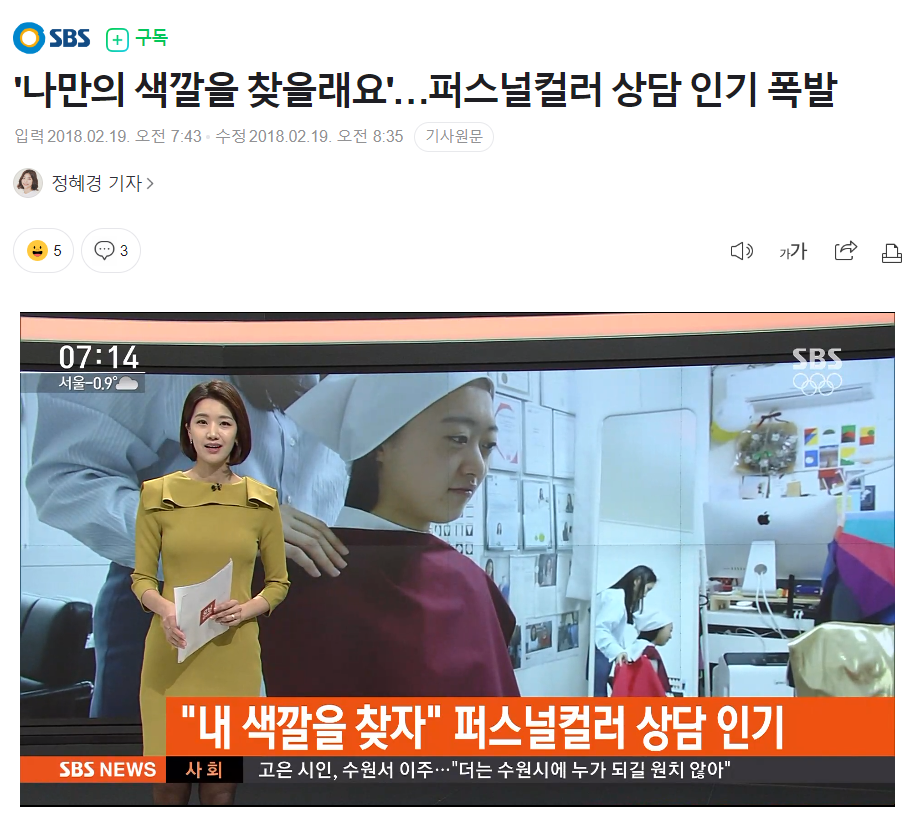 SBS 구독
'나만의 색깔을 찾을래요'…퍼스널컬러 상담 인기 폭발
입력 2018.02.19. 오전 7:43 수정 2018.02.19. 오전 8:35 기사원문
정혜경 기자
5 3
가가
07:14
서울-0.9°
SBS
"내 색깔을 찾자" 퍼스널컬러 상담 인기
SBS NEWS 사회 고은 시인, 수원서 이주…"더는 수원시에 누가 되길 원치 않아"